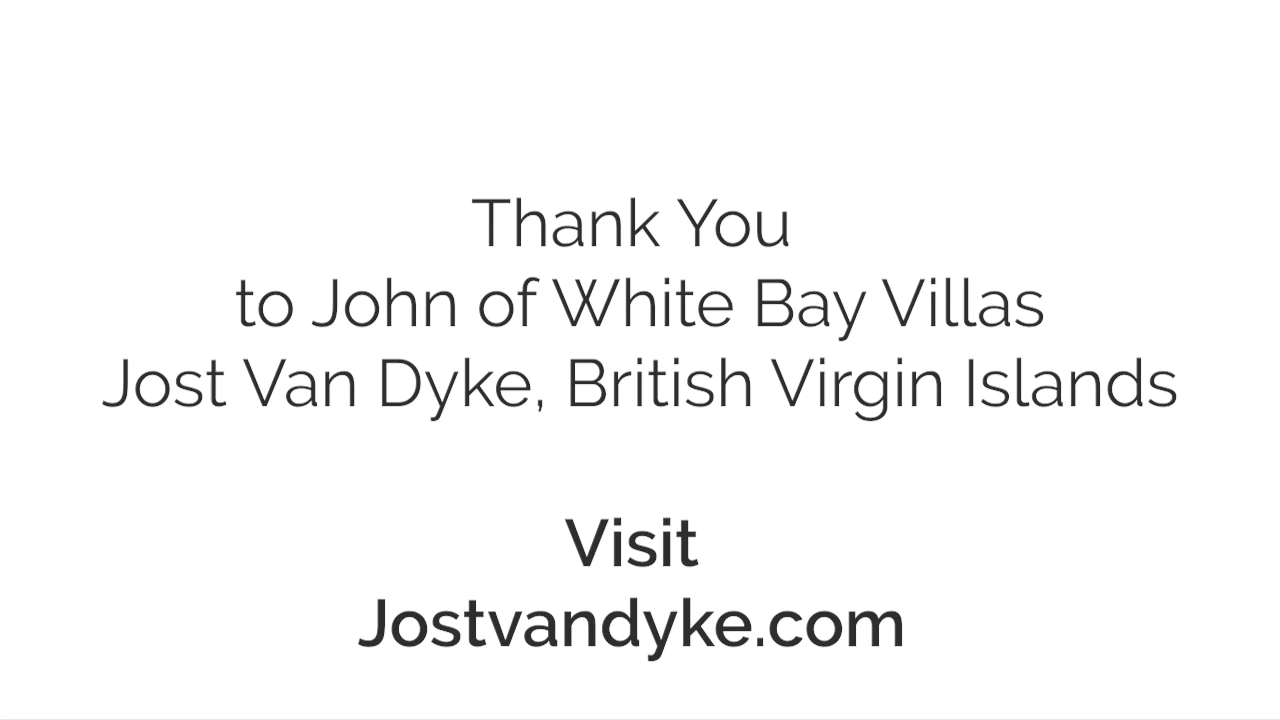 Thank You
to John of White Bay Villas
Jost Van Dyke, British Virgin Islands
Visit
Jostvandyke.com